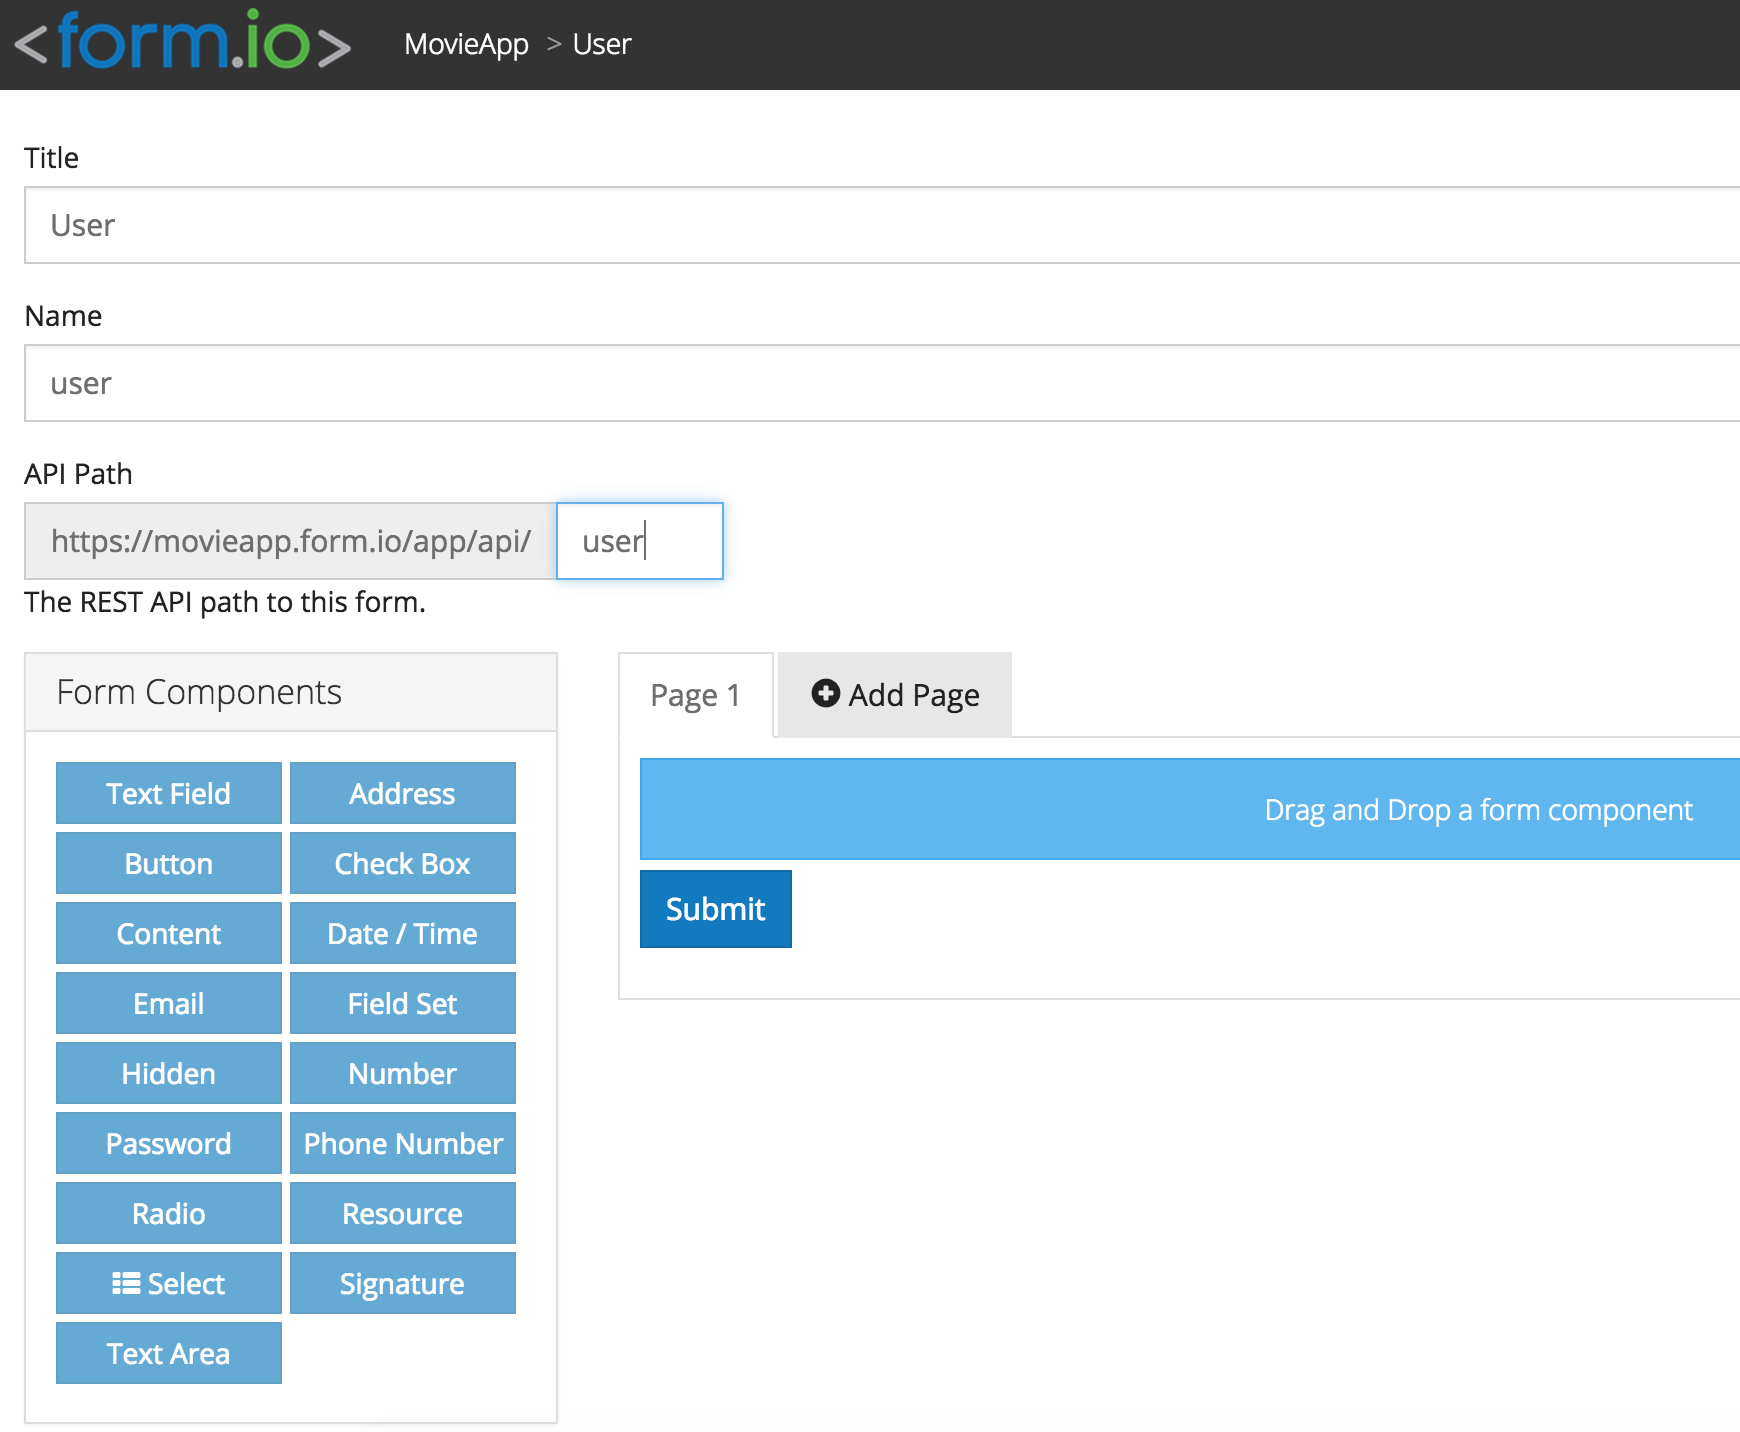 <form.io> MovieApp > User
Title
User
Name
user
API Path
https://movieapp.form.io/app/api/ user
The REST API path to this form.
Form Components
Page 1 Add Page
Text Field Address
Drag and Drop a form component
Button Check Box
Submit
Content Date / Time
Email Field Set
Hidden Number
Password Phone Number
Radio Resource
Select Signature
Text Area